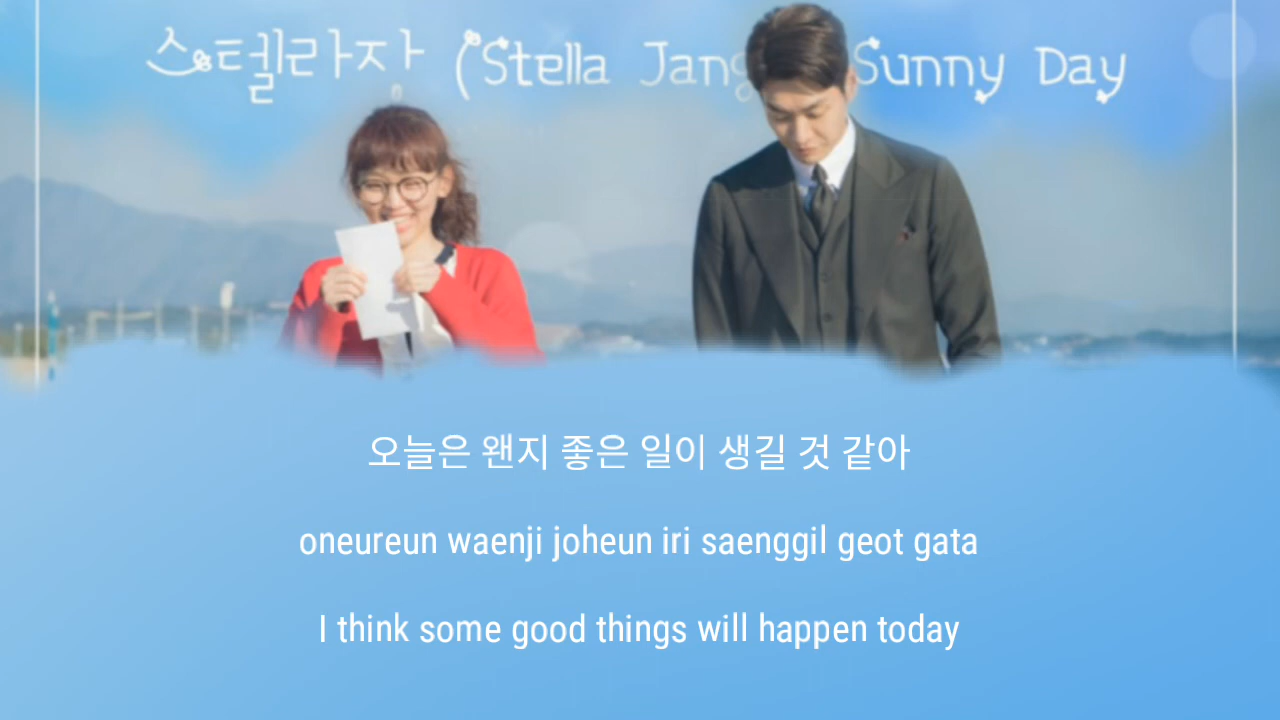 스텔라장 (Stella Jang Sunny Day
오늘은 왠지 좋은 일이 생길 것 같아
oneureun waenji joheun iri saenggil geot gata
I think some good things will happen today